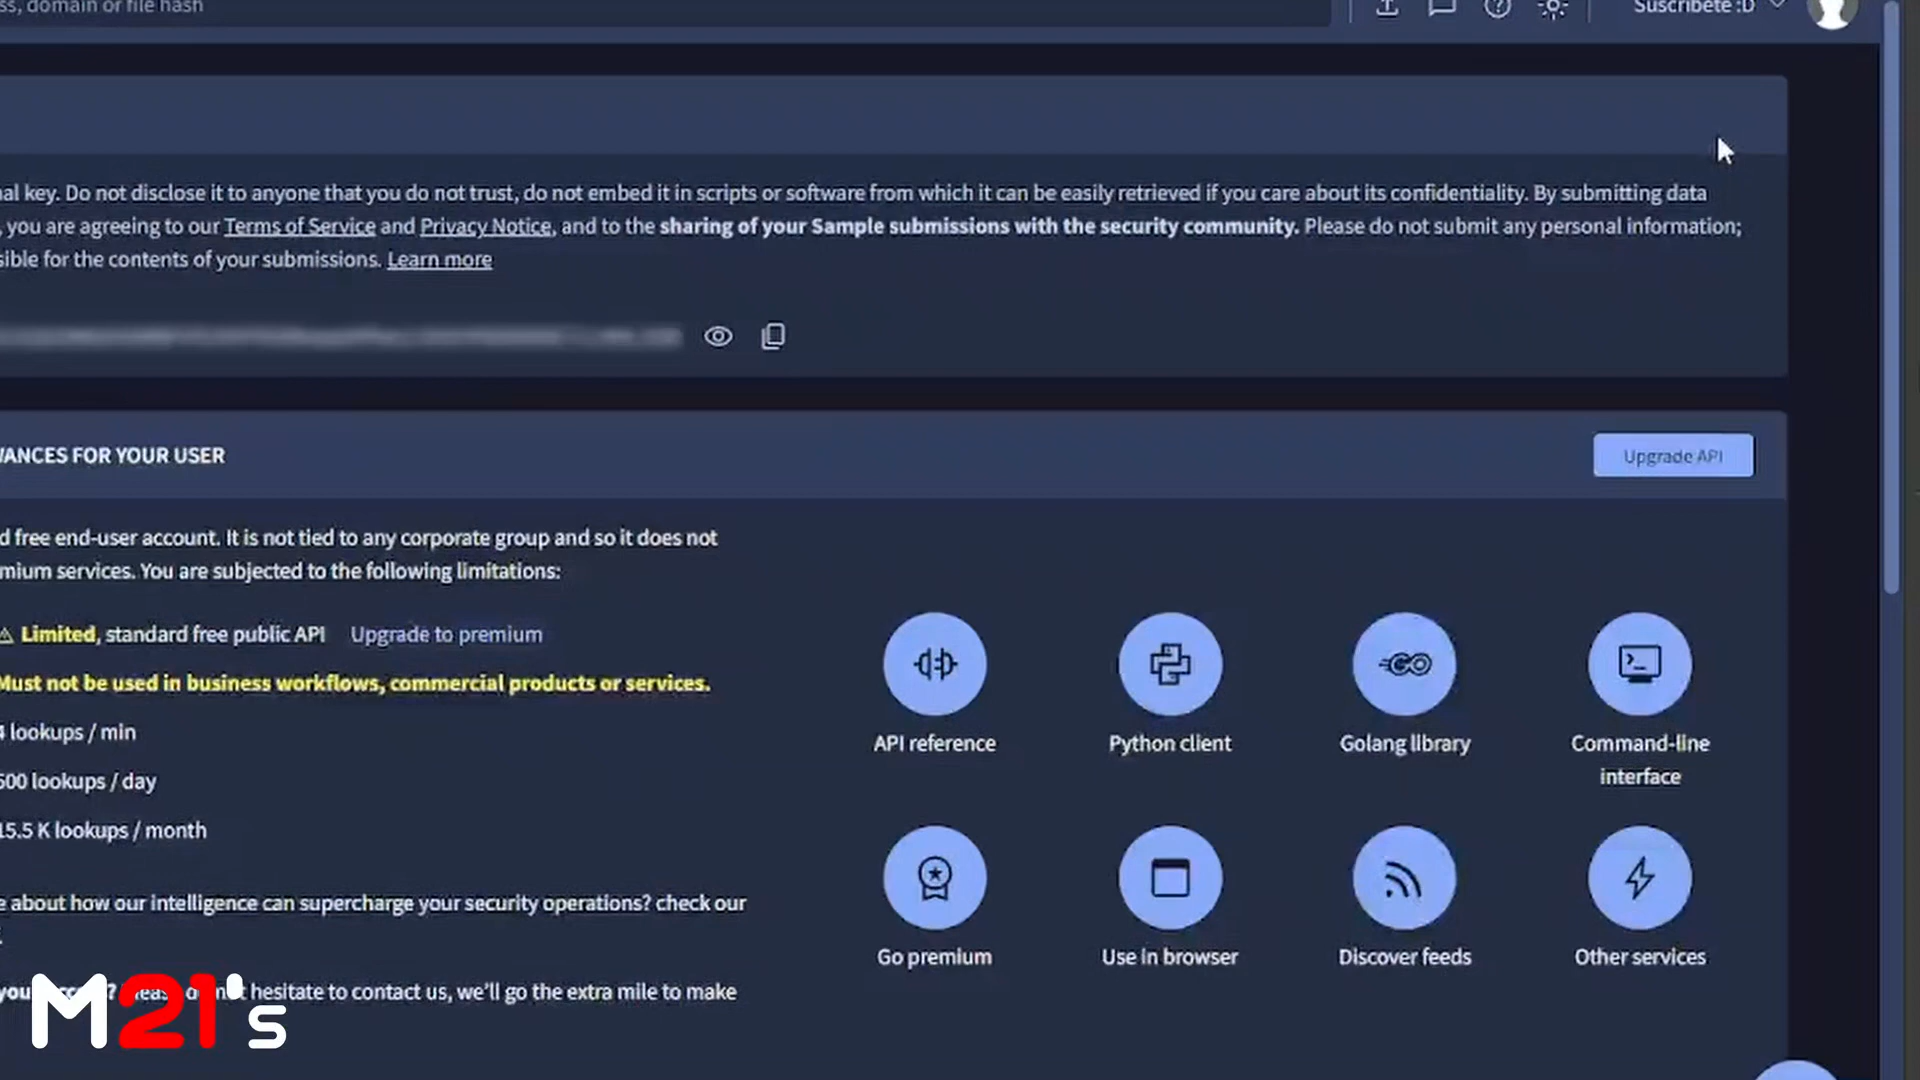 ss, domain or file hash
Suscribete :D
al key. Do not disclose it to anyone that you do not trust, do not embed it in scripts or software from which it can be easily retrieved if you care about its confidentiality. By submitting data
, you are agreeing to our Terms of Service and Privacy Notice, and to the sharing of your Sample submissions with the security community. Please do not submit any personal information;
sible for the contents of your submissions. Learn more
WANCES FOR YOUR USER
Upgrade API
d free end-user account. It is not tied to any corporate group and so it does not
mium services. You are subjected to the following limitations:
Limited, standard free public API Upgrade to premium
Must not be used in business workflows, commercial products or services.
4 lookups / min
500 lookups / day
15.5 K lookups / month
API reference
Python client
Golang library
Command-line
interface
e about how our intelligence can supercharge your security operations? check our
Go premium
Use in browser
Discover feeds
Other services
hesitate to contact us, we'll go the extra mile to make
M21's